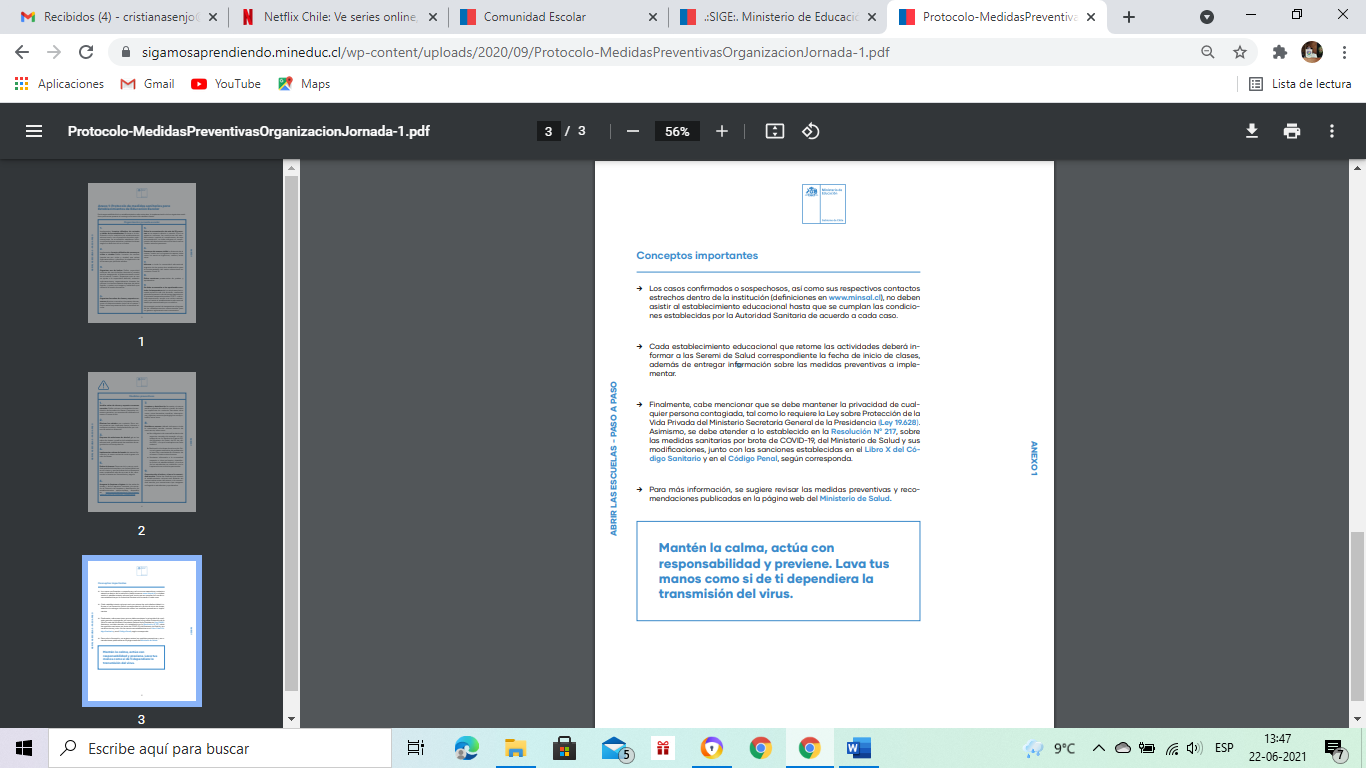 Recibidos (4) - cristianasenjo@
Netflix Chile: Ve series online,
Comunidad Escolar
.:SIGE:. Ministerio de Educació
Protocolo-MedidasPreventiva
sigamosaprendiendo.mineduc.cl/wp-content/uploads/2020/09/Protocolo-MedidasPreventivasOrganizacionJornada-1.pdf
Aplicaciones
Gmail
YouTube
Maps
Lista de lectura
Protocolo-MedidasPreventivasOrganizacionJornada-1.pdf
3 / 3
56%
1
2
3
Ministerio de
Educación
Conceptos importantes
→ Los casos confirmados o sospechosos, así como sus respectivos contactos
estrechos dentro de la institución (definiciones en www.minsal.cl), no deben
asistir al establecimiento educacional hasta que se cumplan las condicio-
nes establecidas por la Autoridad Sanitaria de acuerdo a cada caso.
→ Cada establecimiento educacional que retome las actividades deberá in-
formar a las Seremi de Salud correspondiente la fecha de inicio de clases,
además de entregar información sobre las medidas preventivas a imple-
mentar.
→ Finalmente, cabe mencionar que se debe mantener la privacidad de cual-
quier persona contagiada, tal como lo requiere la Ley sobre Protección de la
Vida Privada del Ministerio Secretaría General de la Presidencia (Ley 19.628).
Asimismo, se debe atender a lo establecido en la Resolución N° 217, sobre
las medidas sanitarias por brote de COVID-19, del Ministerio de Salud y sus
modificaciones, junto con las sanciones establecidas en el Libro X del Có-
digo Sanitario y en el Código Penal, según corresponda.
→ Para más información, se sugiere revisar las medidas preventivas y reco-
mendaciones publicadas en la página web del Ministerio de Salud.
Mantén la calma, actúa con
responsabilidad y previene. Lava tus
manos como si de ti dependiera la
transmisión del virus.
ABRIR LAS ESCUELAS - PASO A PASO
ANEXO 1
Escribe aquí para buscar
5
9°C
ESP
13:47
22-06-2021
7